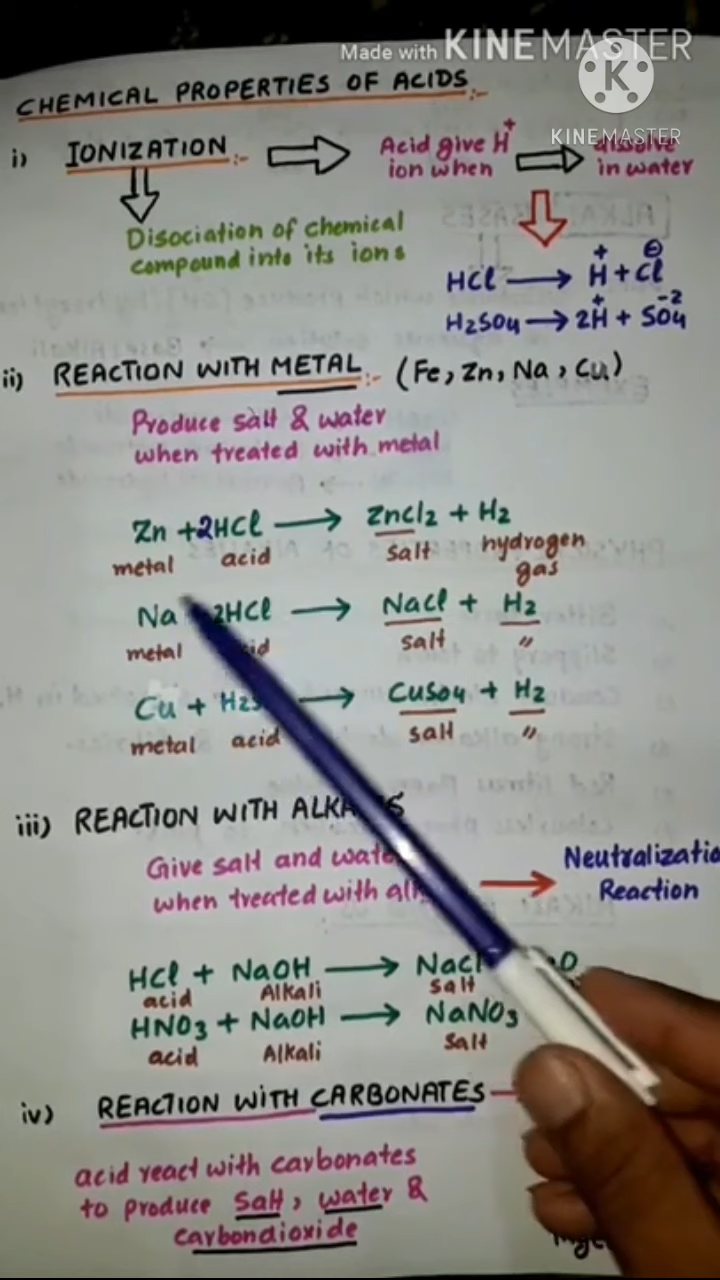 Made with KINEMASTER
K
KINEMASTER
CHEMICAL PROPERTIES OF ACIDS :-
i) IONIZATION :- Acid give H+ ion when dissolve in water
Disociation of chemical
compound into its ions
HCl → H+ + Cl⊖
H2SO4 → 2H+ + SO4-2
ii) REACTION WITH METAL :- (Fe, Zn, Na, Cu)
Produce salt & water
when treated with metal
Zn + 2HCl → ZnCl2 + H2
metal acid salt hydrogen gas
Na 2HCl → NaCl + H2
metal salt "
Cu + → CuSO4 + H2
metal acid salt "
iii) REACTION WITH
Give salt and
when treated with → Reaction
HCl + NaOH → NaCl
acid Alkali salt
HNO3 + NaOH → NaNO3
acid Alkali salt
iv) REACTION WITH CARBONATES
acid react with carbonates
to produce salt, water &
carbondioxide